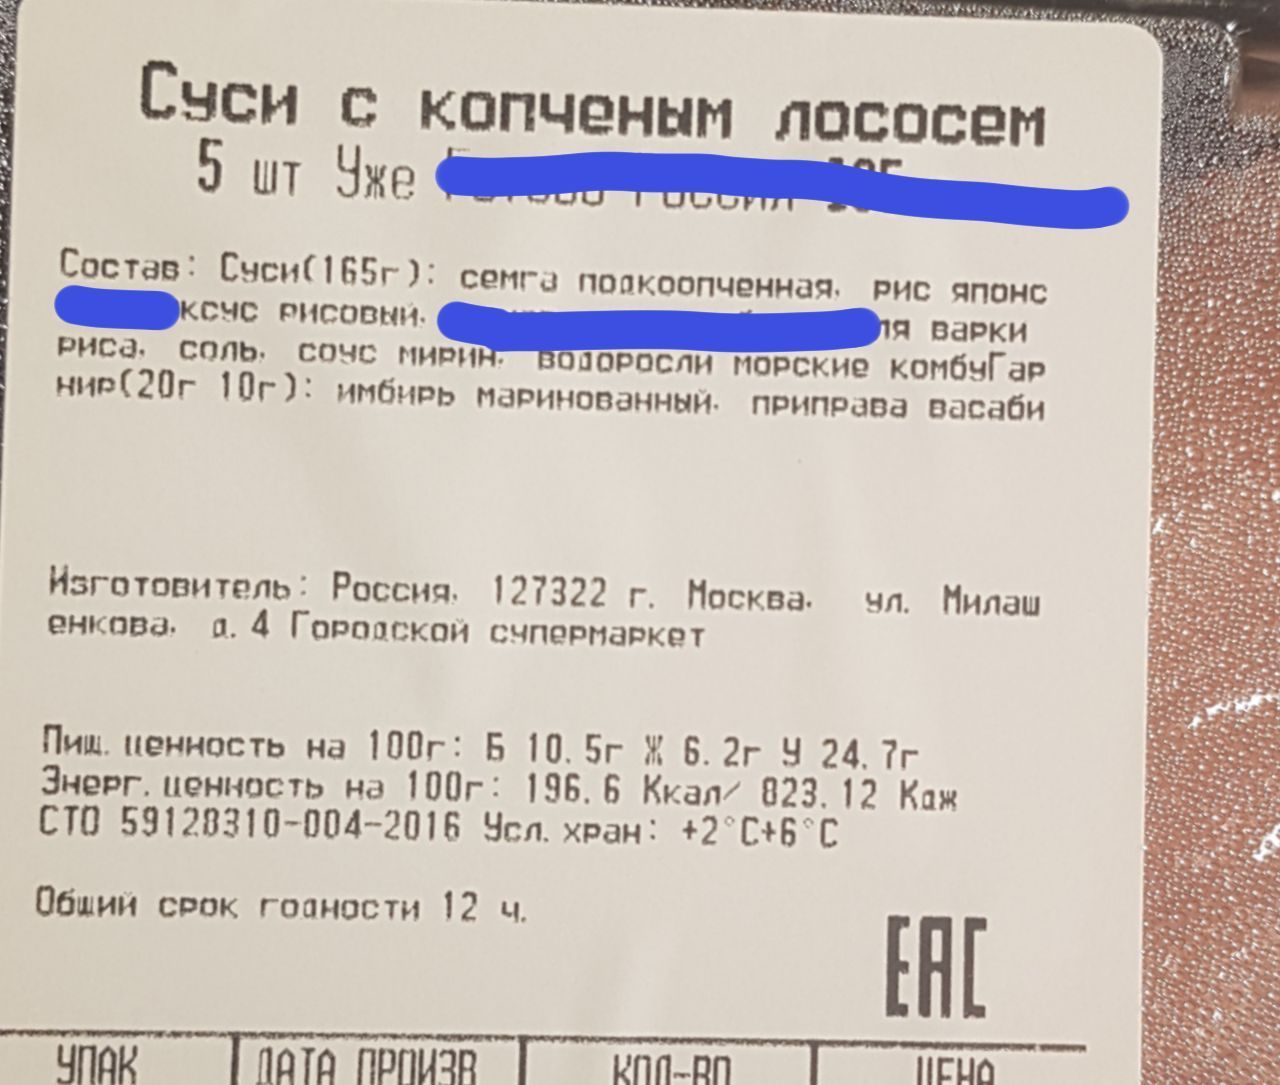 Суси с копченым лососем
5 шт Уже
Состав: Суси(165г): семга подкоопченная, рис японс
ксус рисовый, ля варки
риса, соль, соус мирин, водоросли морские комбуГар
нир(20г 10г): имбирь маринованный, приправа васаби
Изготовитель: Россия, 127322 г. Москва, ул. Милаш
енкова, д. 4 Городской супермаркет
Пищ. ценность на 100г: Б 10.5г Ж 6.2г У 24.7г
Энерг. ценность на 100г: 196.6 Ккал/ 823.12 Кдж
СТО 59128310-004-2016 Усл. хран: +2°С+6°С
Общий срок годности 12 ч.
ЕАС
УПАК ДАТА ПРОИЗВ КОЛ-ВО ЦЕНА